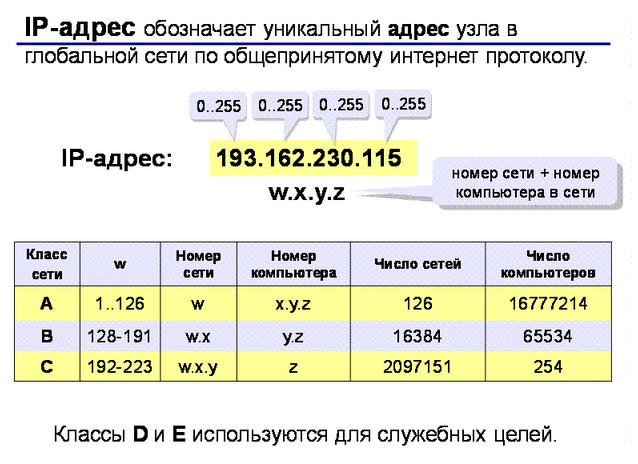 IP-адрес обозначает уникальный адрес узла в
глобальной сети по общепринятому интернет протоколу.
0..255 0..255 0..255 0..255
IP-адрес: 193.162.230.115
w.x.y.z
номер сети + номер
компьютера в сети
Класс сети w Номер сети Номер компьютера Число сетей Число компьютеров
A 1..126 w x.y.z 126 16777214
B 128-191 w.x y.z 16384 65534
C 192-223 w.x.y z 2097151 254
Классы D и E используются для служебных целей.